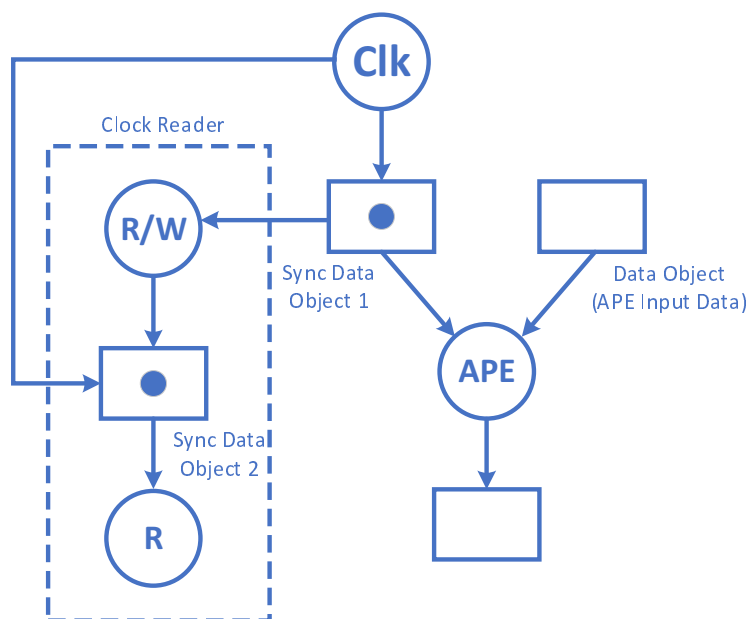 Clk
Clock Reader
R/W
Sync Data
Object 1
Data Object
(APE Input Data)
APE
Sync Data
Object 2
R